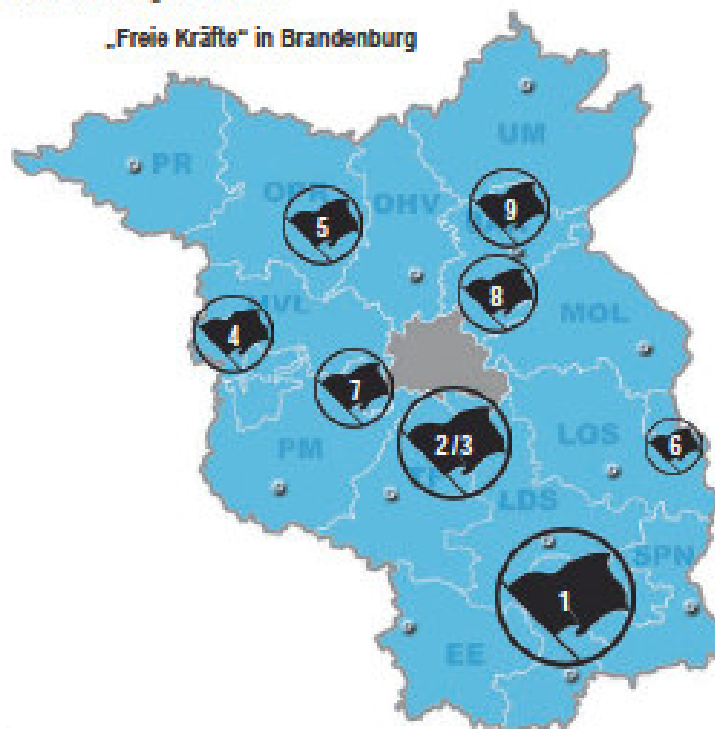 „Freie Kräfte“ in Brandenburg
UM
PR
OHV
9
5
8
MOL
4
7
2/3
LOS
6
PM
LDS
SPN
1
EE